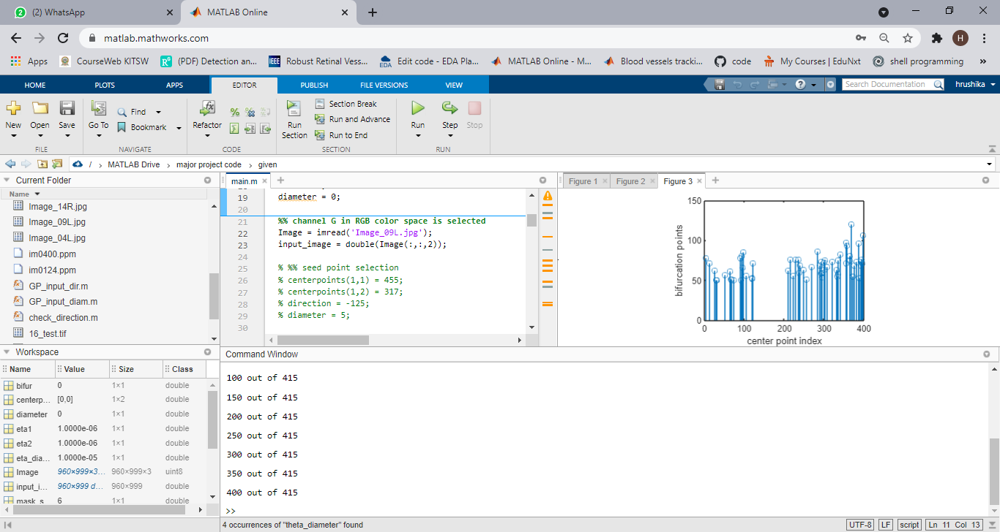 (2) WhatsApp
MATLAB Online
matlab.mathworks.com
H
Apps
CourseWeb KITSW
(PDF) Detection an...
IEEE Robust Retinal Vess...
EDA Edit code - EDA Pla...
MATLAB Online - M...
Blood vessels tracki...
code
My Courses | EduNxt
shell programming
»
HOME PLOTS APPS EDITOR PUBLISH FILE VERSIONS VIEW
Search Documentation hrushika
New Open Save
FILE
Go To Find Bookmark
NAVIGATE
Refactor
CODE
Run Section
Section Break
Run and Advance
Run to End
SECTION
Run Step Stop
RUN
/ › MATLAB Drive › major project code › given
Current Folder
Name
Image_14R.jpg
Image_09L.jpg
Image_04L.jpg
im0400.ppm
im0124.ppm
GP_input_dir.m
GP_input_diam.m
check_direction.m
16_test.tif
Workspace
Name Value Size Class
bifur 0 1×1 double
centerp... [0,0] 1×2 double
diameter 0 1×1 double
eta1 1.0000e-06 1×1 double
eta2 1.0000e-06 1×1 double
eta_dia... 1.0000e-05 1×1 double
Image 960×999×3... 960×999×3 uint8
input_i... 960×999 d... 960×999 double
mask_s 6 1×1 double
main.m
19 diameter = 0;
20
21 %% channel G in RGB color space is selected
22 Image = imread('Image_09L.jpg');
23 input_image = double(Image(:,:,2));
24
25 % %% seed point selection
26 % centerpoints(1,1) = 455;
27 % centerpoints(1,2) = 317;
28 % direction = -125;
29 % diameter = 5;
30
Figure 1 Figure 2 Figure 3
150
100
50
0
bifurcation points
0 100 200 300 400
center point index
Command Window
100 out of 415
150 out of 415
200 out of 415
250 out of 415
300 out of 415
350 out of 415
400 out of 415
>>
4 occurrences of "theta_diameter" found
UTF-8 LF script Ln 11 Col 13